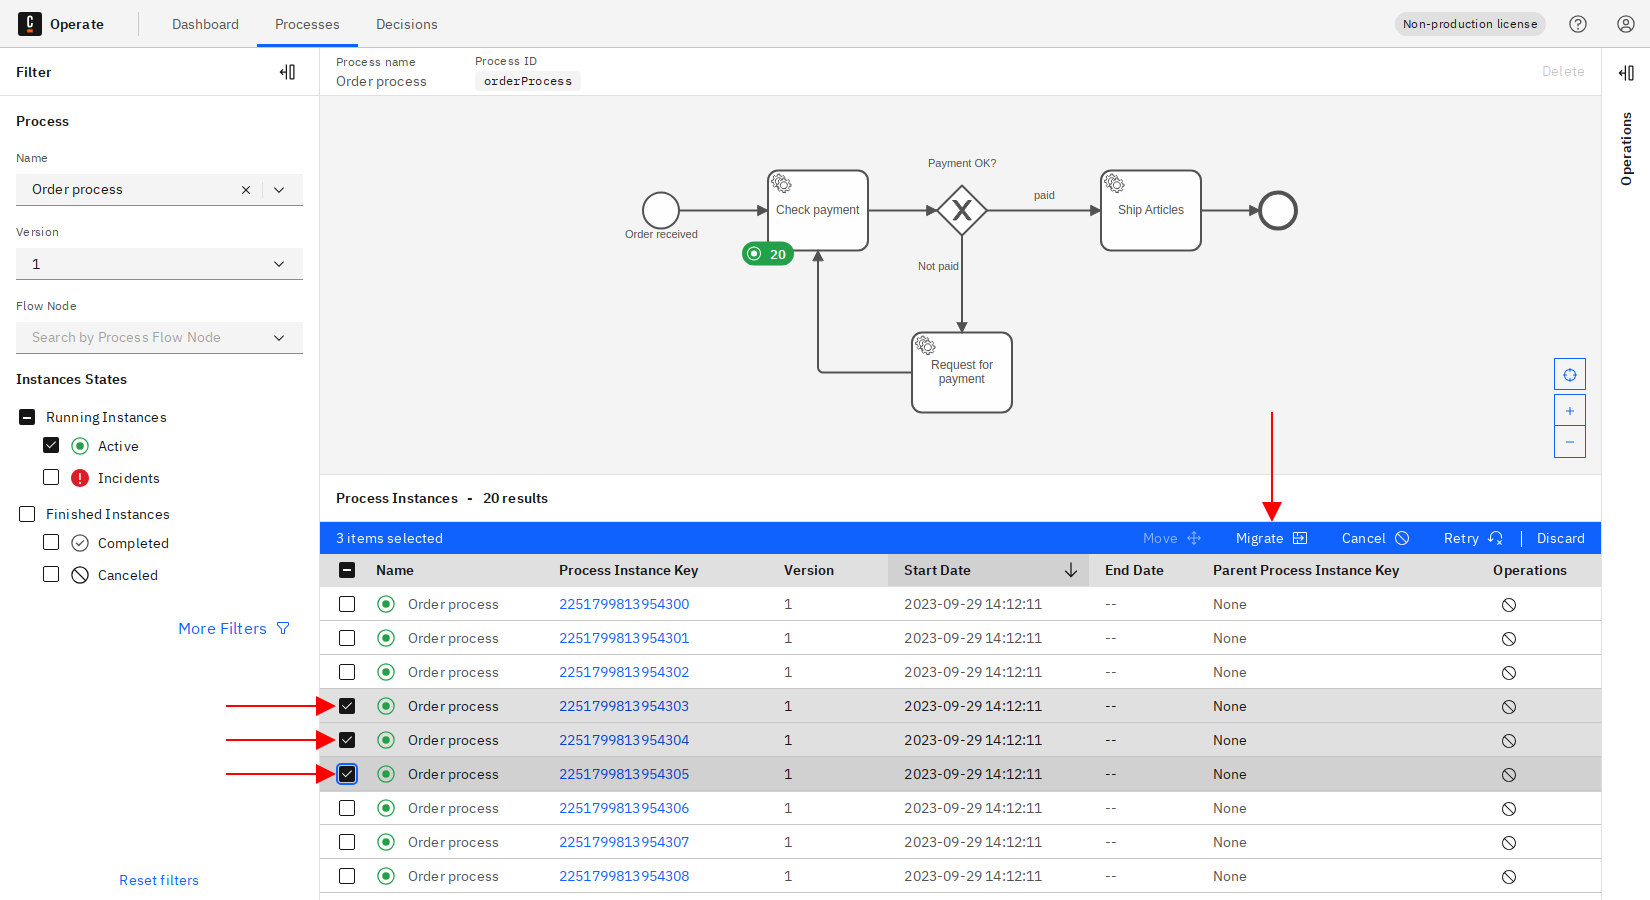 C Operate Dashboard Processes Decisions Non-production license
Filter
Process name Process ID
Order process orderProcess
Delete
Operations
Process
Name
Order process
Version
1
Flow Node
Search by Process Flow Node
Instances States
Running Instances
Active
Incidents
Finished Instances
Completed
Canceled
More Filters
Reset filters
Payment OK?
paid
Check payment
Ship Articles
Order received
20
Not paid
Request for
payment
Process Instances - 20 results
3 items selected Move Migrate Cancel Retry Discard
Name Process Instance Key Version Start Date End Date Parent Process Instance Key Operations
Order process 2251799813954300 1 2023-09-29 14:12:11 -- None
Order process 2251799813954301 1 2023-09-29 14:12:11 -- None
Order process 2251799813954302 1 2023-09-29 14:12:11 -- None
Order process 2251799813954303 1 2023-09-29 14:12:11 -- None
Order process 2251799813954304 1 2023-09-29 14:12:11 -- None
Order process 2251799813954305 1 2023-09-29 14:12:11 -- None
Order process 2251799813954306 1 2023-09-29 14:12:11 -- None
Order process 2251799813954307 1 2023-09-29 14:12:11 -- None
Order process 2251799813954308 1 2023-09-29 14:12:11 -- None